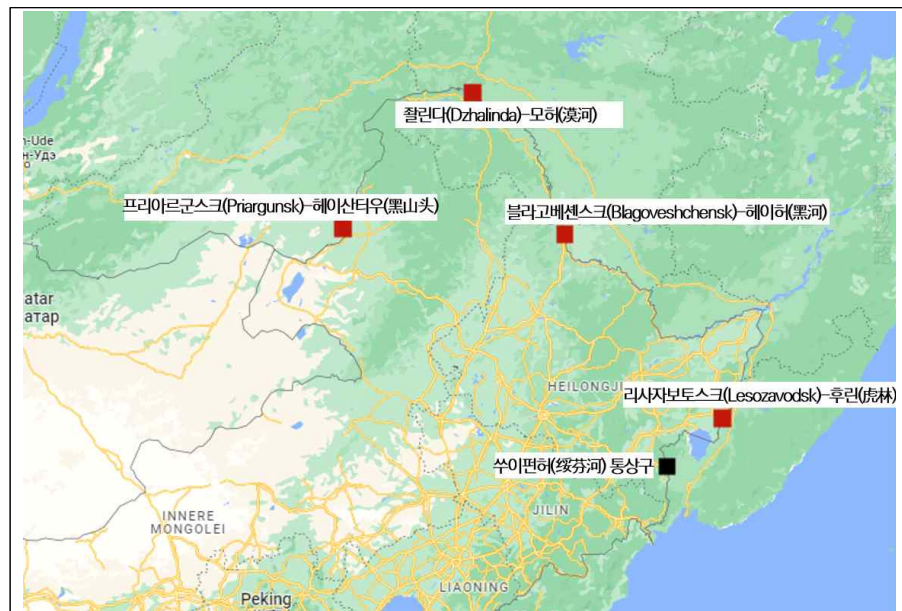 좔린다(Dzhalinda)-모허(漠河)
n-Ude
프리아르군스크(Priargunsk)-헤이산터우(黑山头)
블라고베셴스크(Blagoveshchensk)-헤이허(黑河)
atar
атар
HEILONGJI
리사자보토스크(Lesozavodsk)-후린(虎林)
쑤이펀허(绥芬河) 통상구
INNERE
MONGOLEI
JILIN
LIAONING
Peking